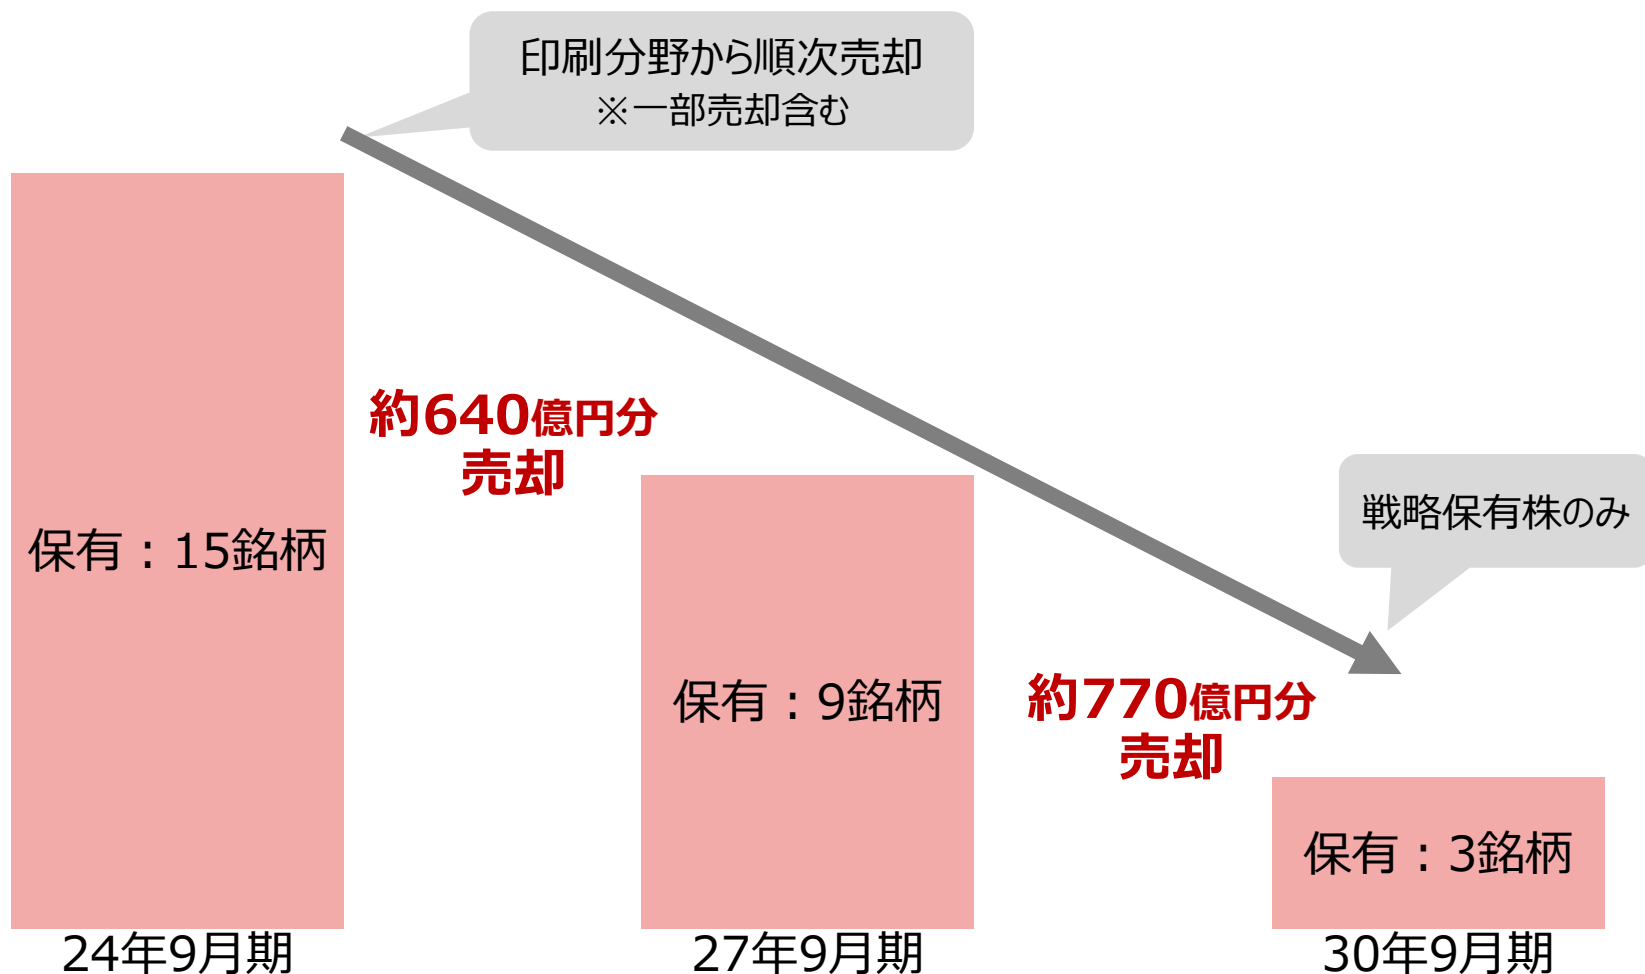 印刷分野から順次売却
※一部売却含む
約640億円分
売却
戦略保有株のみ
保有：15銘柄
保有：9銘柄
約770億円分
売却
保有：3銘柄
24年9月期
27年9月期
30年9月期